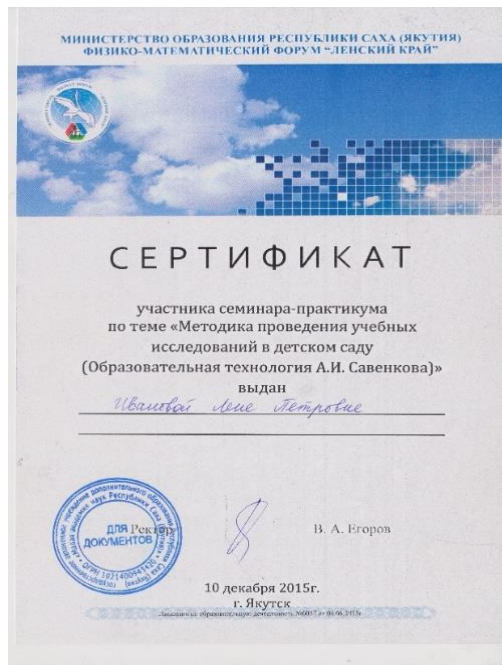 МИНИСТЕРСТВО ОБРАЗОВАНИЯ РЕСПУБЛИКИ САХА (ЯКУТИЯ)
ФИЗИКО-МАТЕМАТИЧЕСКИЙ ФОРУМ "ЛЕНСКИЙ КРАЙ"
СЕРТИФИКАТ
участника семинара-практикума
по теме «Методика проведения учебных
исследований в детском саду
(Образовательная технология А.И. Савенкова)»
выдан
Ивановой Лене Петровне
Ректор
В. А. Егоров
ДЛЯ
ДОКУМЕНТОВ
10 декабря 2015г.
г. Якутск